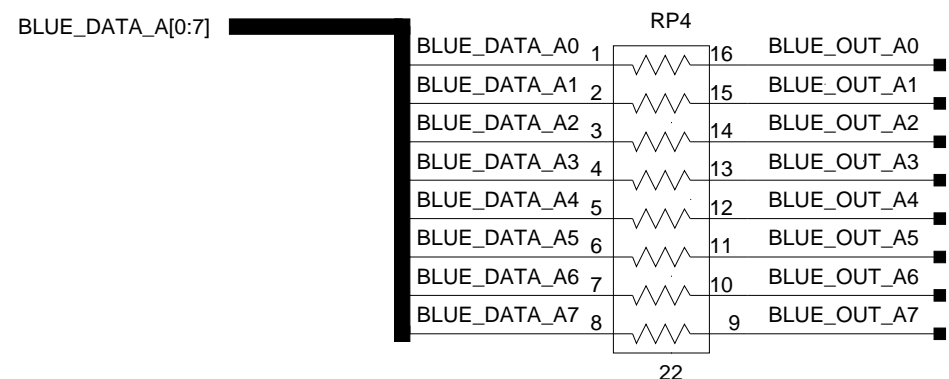 RP4
BLUE_DATA_A[0:7]
BLUE_DATA_A0 1 16 BLUE_OUT_A0
BLUE_DATA_A1 2 15 BLUE_OUT_A1
BLUE_DATA_A2 3 14 BLUE_OUT_A2
BLUE_DATA_A3 4 13 BLUE_OUT_A3
BLUE_DATA_A4 5 12 BLUE_OUT_A4
BLUE_DATA_A5 6 11 BLUE_OUT_A5
BLUE_DATA_A6 7 10 BLUE_OUT_A6
BLUE_DATA_A7 8 9 BLUE_OUT_A7
22